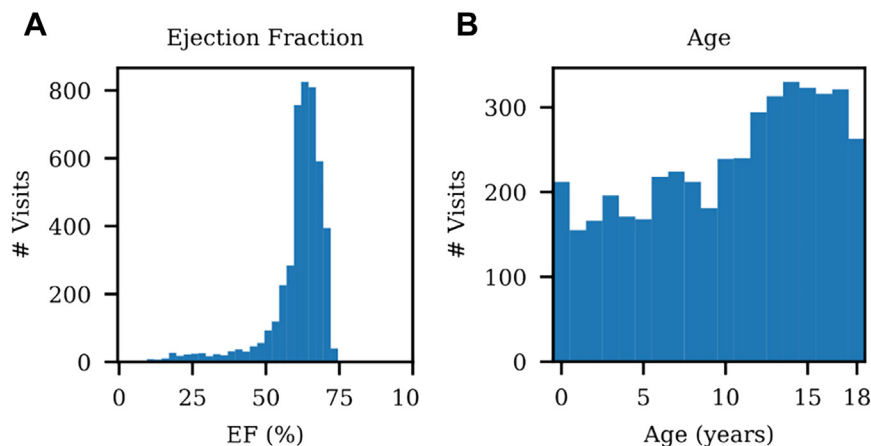 A
Ejection Fraction
# Visits
800
600
400
200
0
0 25 50 75 10
EF (%)
B
Age
# Visits
300
200
100
0
0 5 10 15 18
Age (years)